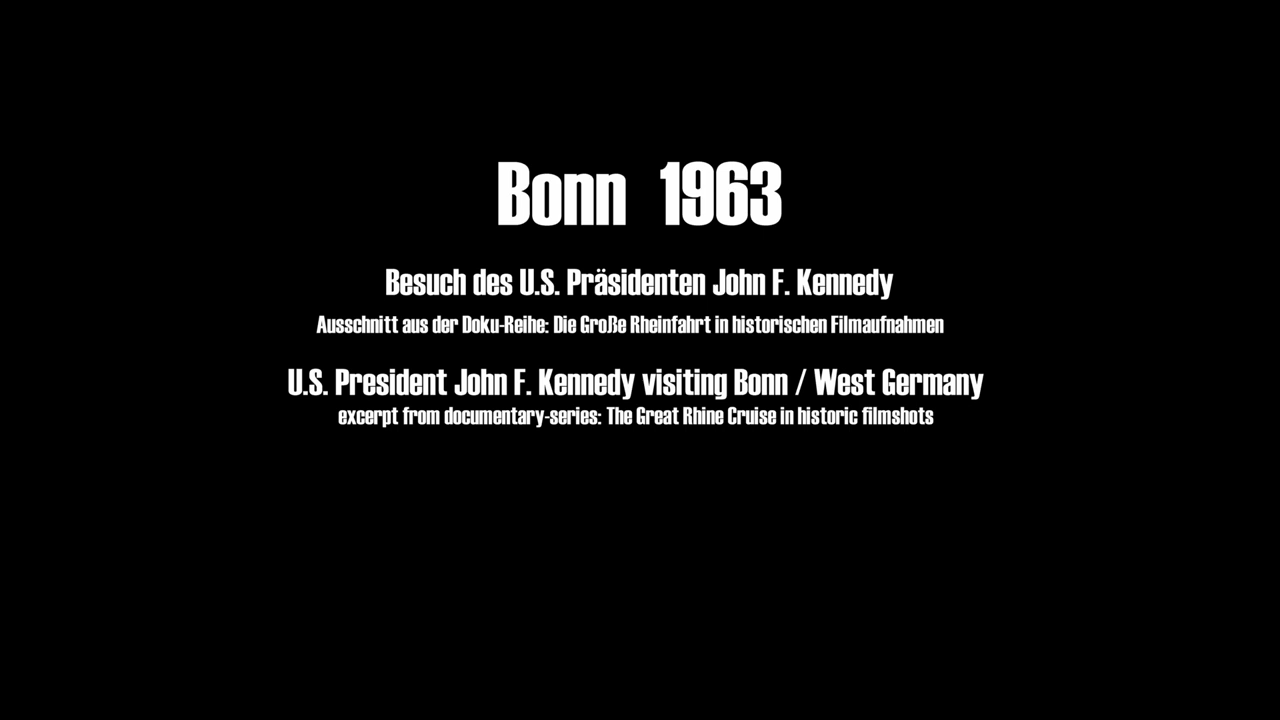 Bonn 1963
Besuch des U.S. Präsidenten John F. Kennedy
Ausschnitt aus der Doku-Reihe: Die Große Rheinfahrt in historischen Filmaufnahmen
U.S. President John F. Kennedy visiting Bonn / West Germany
excerpt from documentary-series: The Great Rhine Cruise in historic filmshots